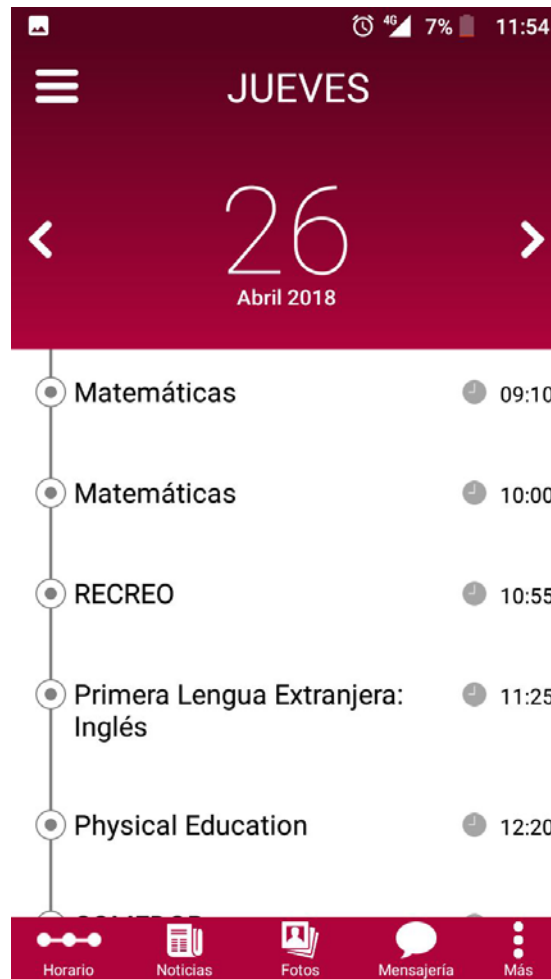 4G 7% 11:54
JUEVES
26
Abril 2018
Matemáticas 09:10
Matemáticas 10:00
RECREO 10:55
Primera Lengua Extranjera: 11:25
Inglés
Physical Education 12:20
Horario Noticias Fotos Mensajería Más